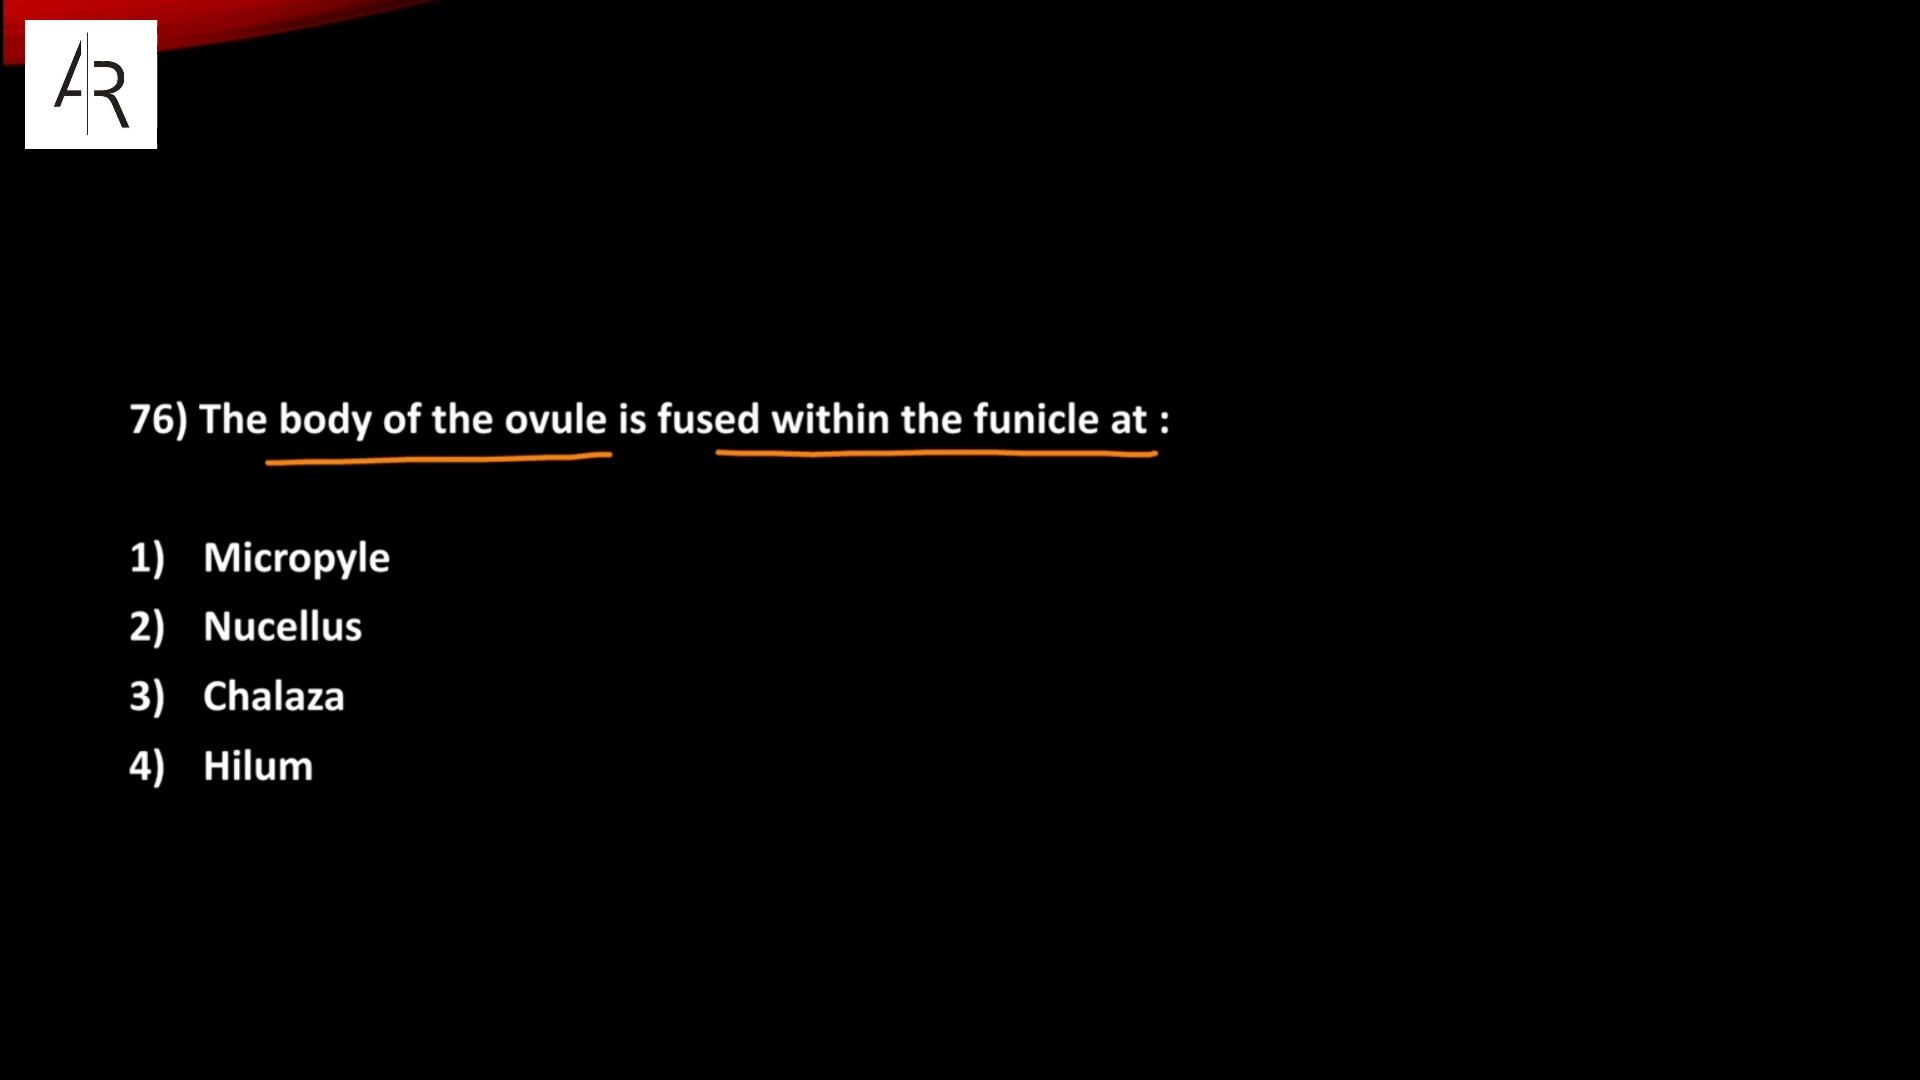 AR
76) The body of the ovule is fused within the funicle at :
1) Micropyle
2) Nucellus
3) Chalaza
4) Hilum